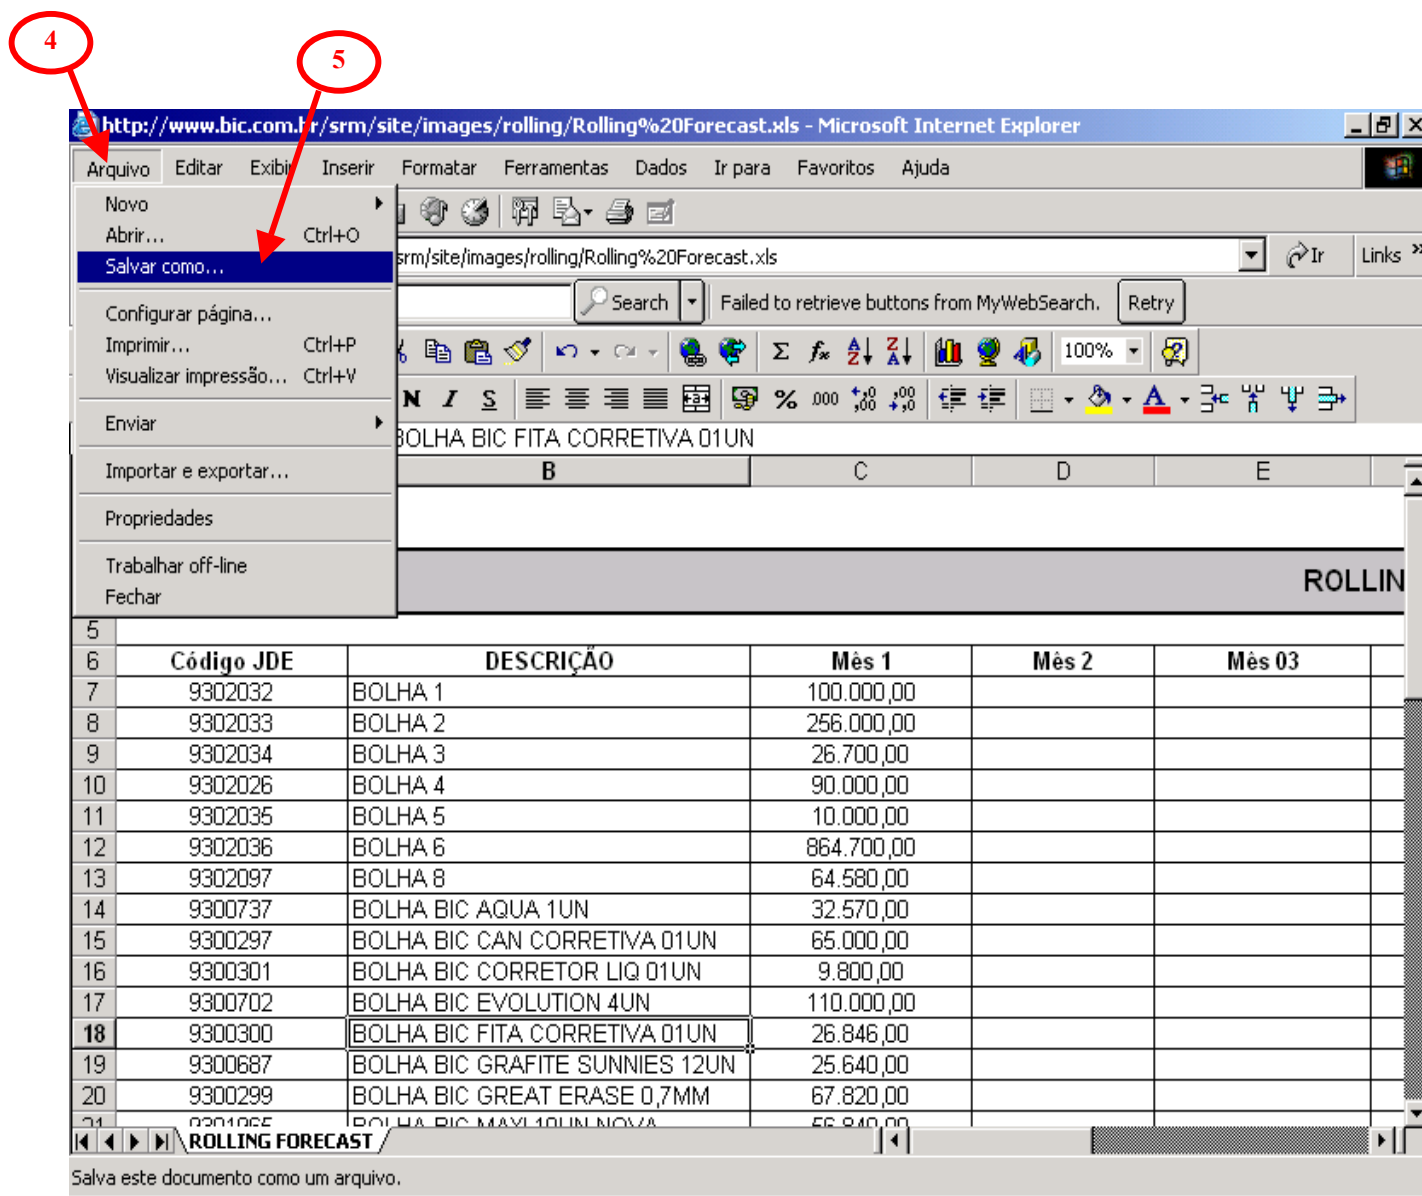 4
5
http://www.bic.com.br/srm/site/images/rolling/Rolling%20Forecast.xls - Microsoft Internet Explorer
Arquivo Editar Exibir Inserir Formatar Ferramentas Dados Ir para Favoritos Ajuda
Novo
Abrir... Ctrl+O
Salvar como...
Configurar página...
Imprimir... Ctrl+P
Visualizar impressão... Ctrl+V
Enviar
Importar e exportar...
Propriedades
Trabalhar off-line
Fechar
srm/site/images/rolling/Rolling%20Forecast.xls Ir Links »
Search Failed to retrieve buttons from MyWebSearch. Retry
100%
N I S % 000
BOLHA BIC FITA CORRETIVA 01UN
B C D E
ROLLIN
5
6 Código JDE DESCRIÇÃO Mês 1 Mês 2 Mês 03
7 9302032 BOLHA 1 100.000,00
8 9302033 BOLHA 2 256.000,00
9 9302034 BOLHA 3 26.700,00
10 9302026 BOLHA 4 90.000,00
11 9302035 BOLHA 5 10.000,00
12 9302036 BOLHA 6 864.700,00
13 9302097 BOLHA 8 64.580,00
14 9300737 BOLHA BIC AQUA 1UN 32.570,00
15 9300297 BOLHA BIC CAN CORRETIVA 01UN 65.000,00
16 9300301 BOLHA BIC CORRETOR LIQ 01UN 9.800,00
17 9300702 BOLHA BIC EVOLUTION 4UN 110.000,00
18 9300300 BOLHA BIC FITA CORRETIVA 01UN 26.846,00
19 9300687 BOLHA BIC GRAFITE SUNNIES 12UN 25.640,00
20 9300299 BOLHA BIC GREAT ERASE 0,7MM 67.820,00
21 9301065 BOLHA BIC MAXI 10UN NOVA 56.840,00
ROLLING FORECAST
Salva este documento como um arquivo.